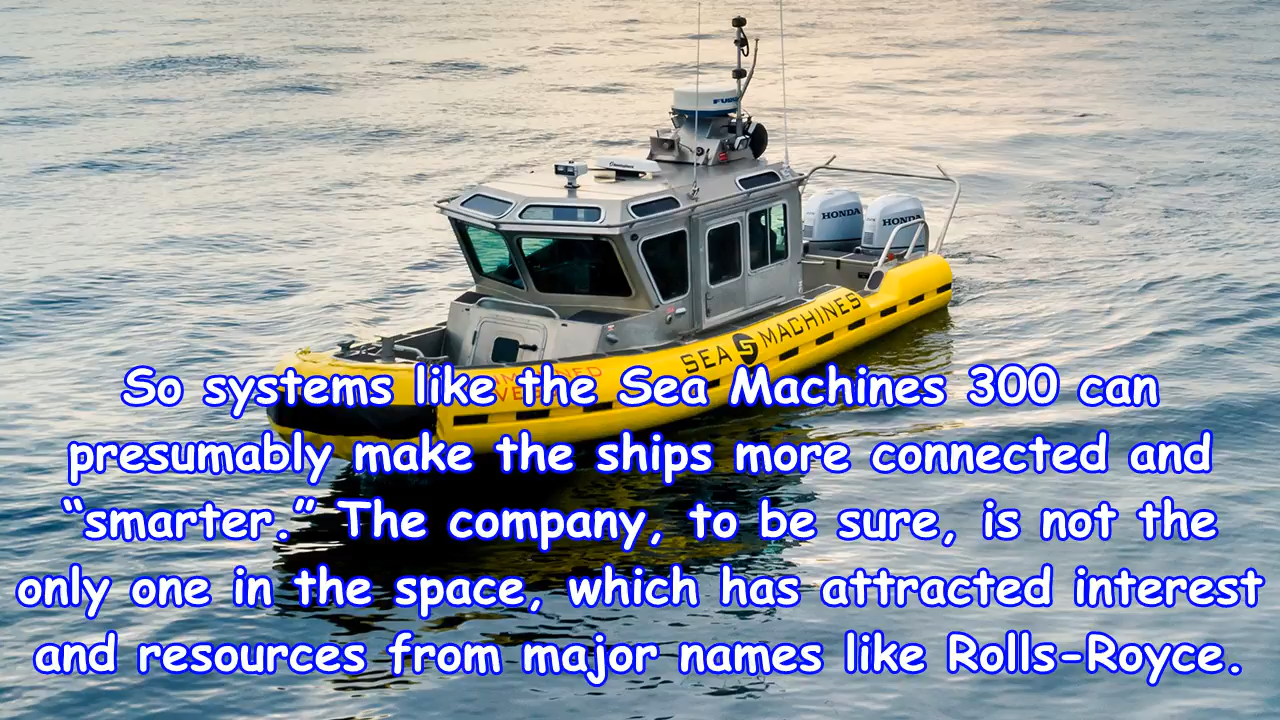 FURUNO
HONDA
HONDA
SEA MACHINES
So systems like the Sea Machines 300 can
presumably make the ships more connected and
“smarter.” The company, to be sure, is not the
only one in the space, which has attracted interest
and resources from major names like Rolls-Royce.